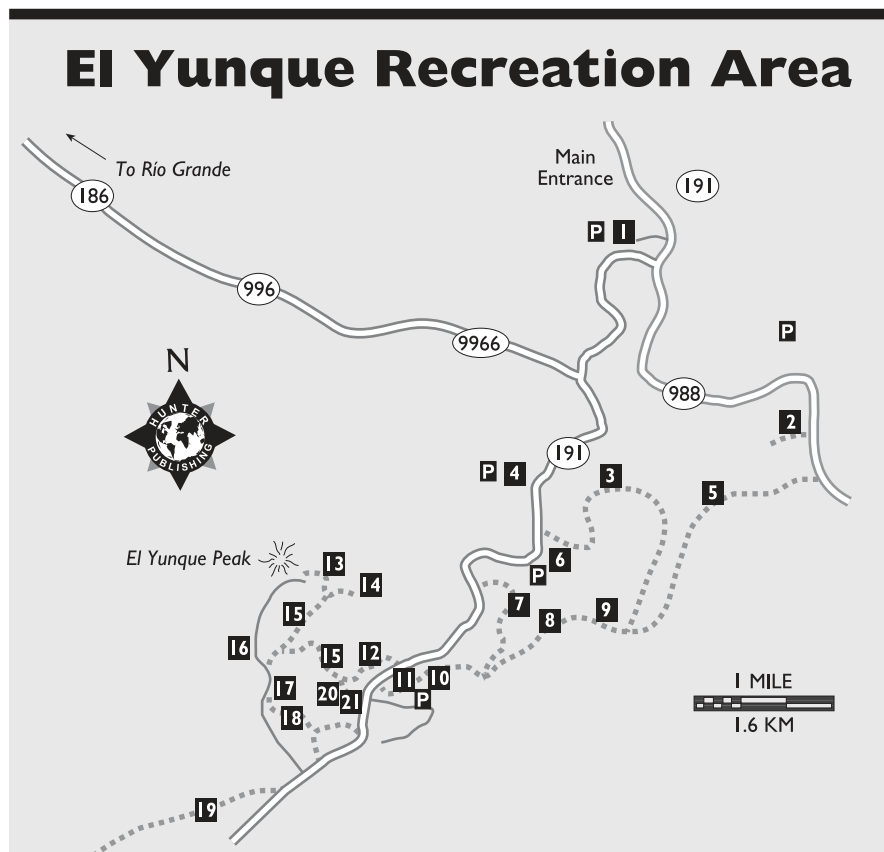 El Yunque Recreation Area
To Río Grande
Main
Entrance
191
186
P 1
996
9966
P
N
HUNTER
PUBLISHING
988
2
191
P 4
3
5
El Yunque Peak
13
6
P
14
15
7
9
8
16
15
12
11
10
17
20
21
P
1 MILE
1.6 KM
18
19